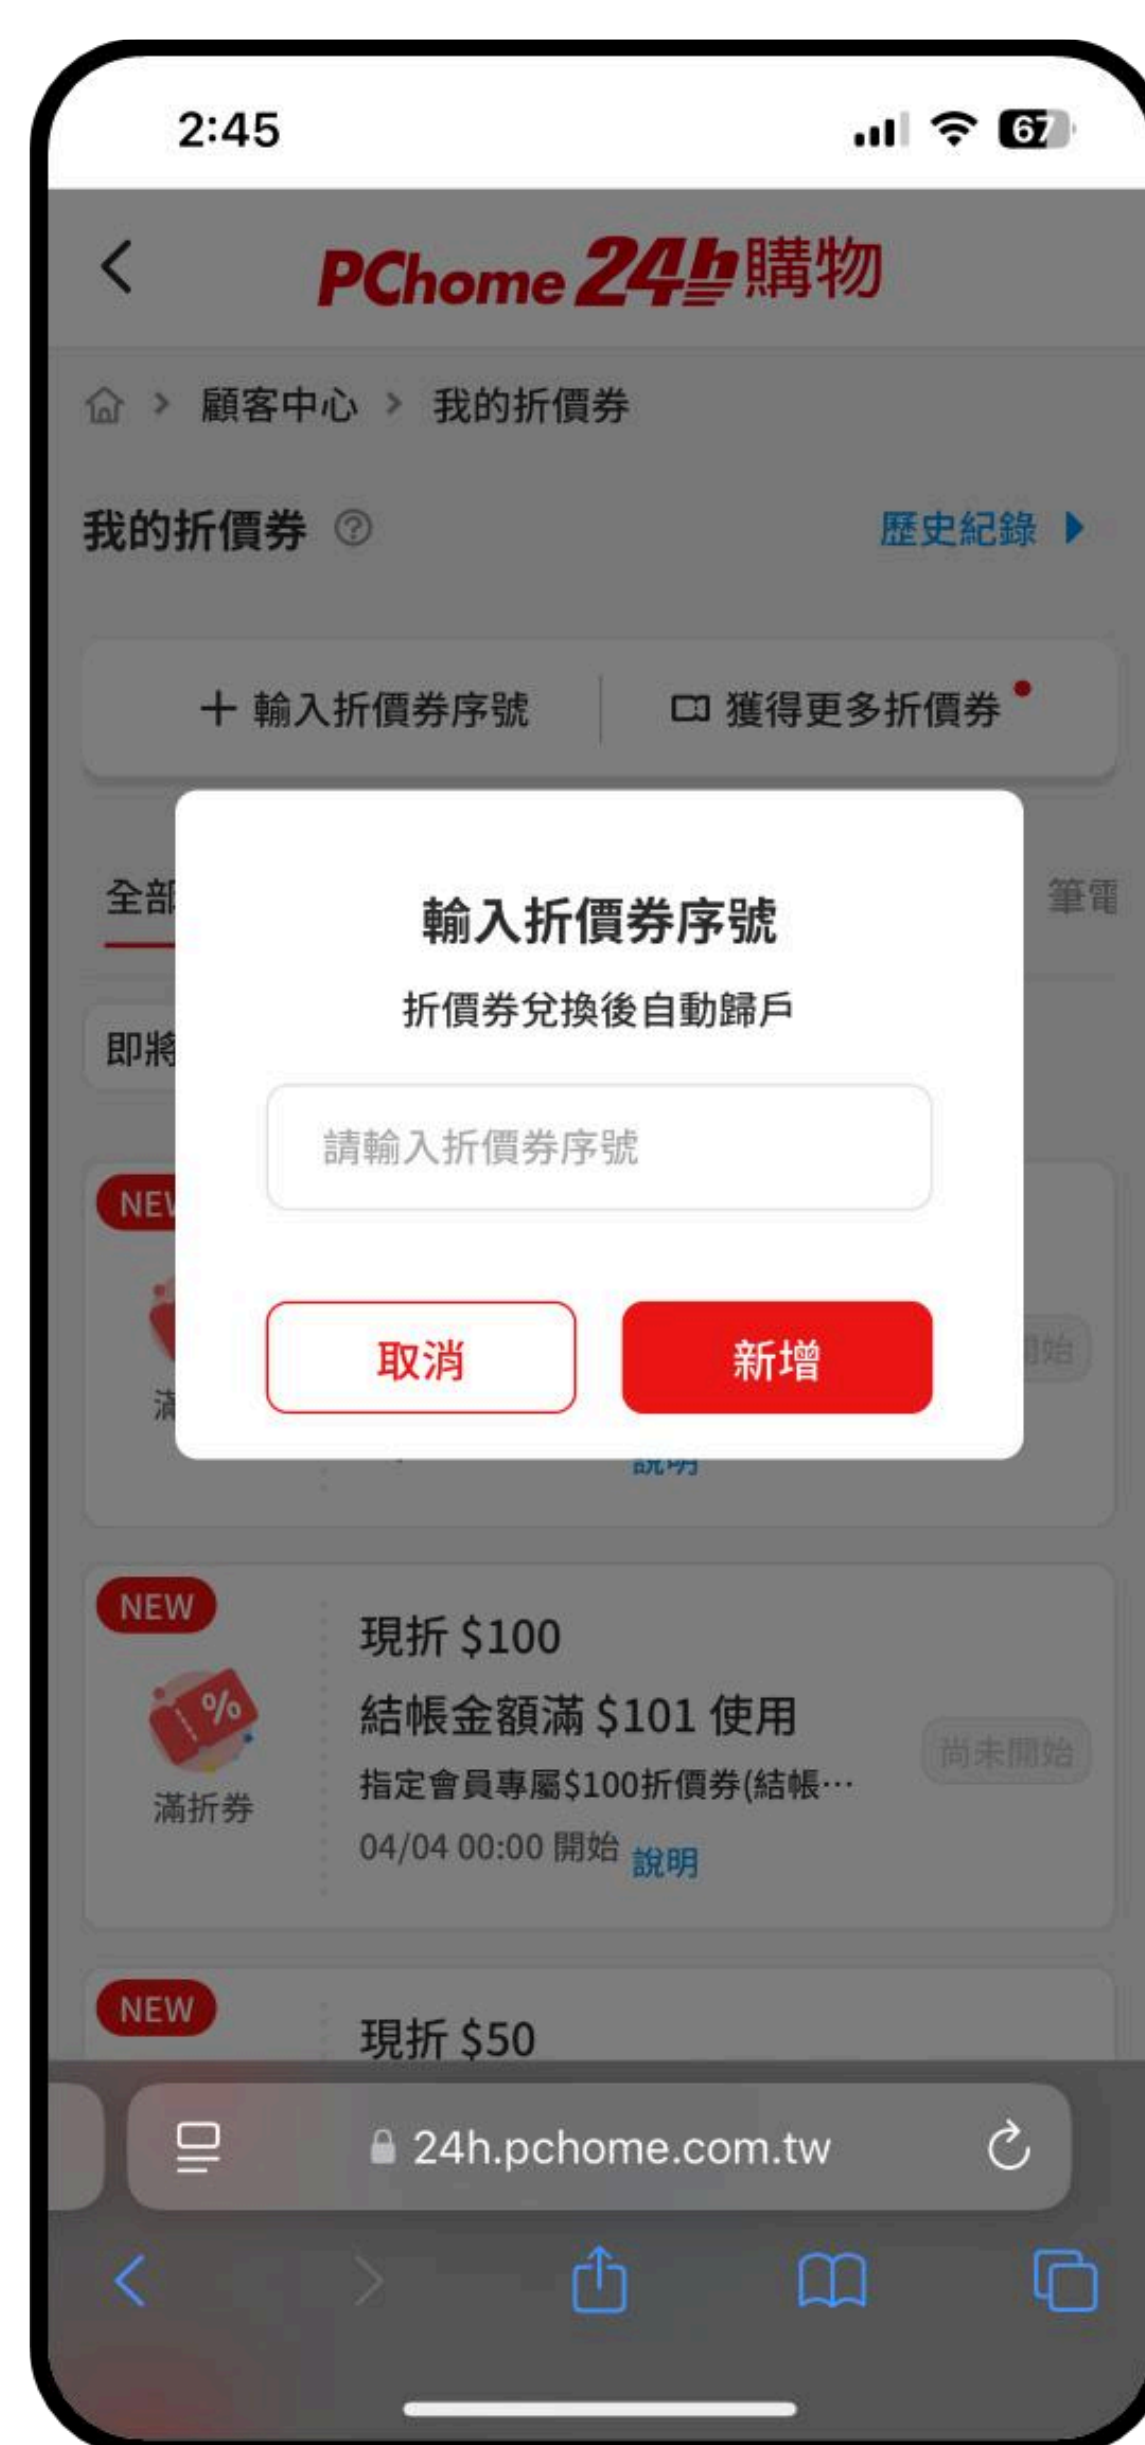 2:45
67
PChome 24h購物
顧客中心 > 我的折價券
我的折價券 ?
歷史紀錄
+ 輸入折價券序號
獲得更多折價券
全部
筆電
輸入折價券序號
折價券兌換後自動歸戶
即將
請輸入折價券序號
NEW
取消
新增
說明
NEW
現折 $100
%
結帳金額滿 $101 使用
尚未開始
指定會員專屬$100折價券(結帳…
滿折券
04/04 00:00 開始 說明
NEW
現折 $50
24h.pchome.com.tw